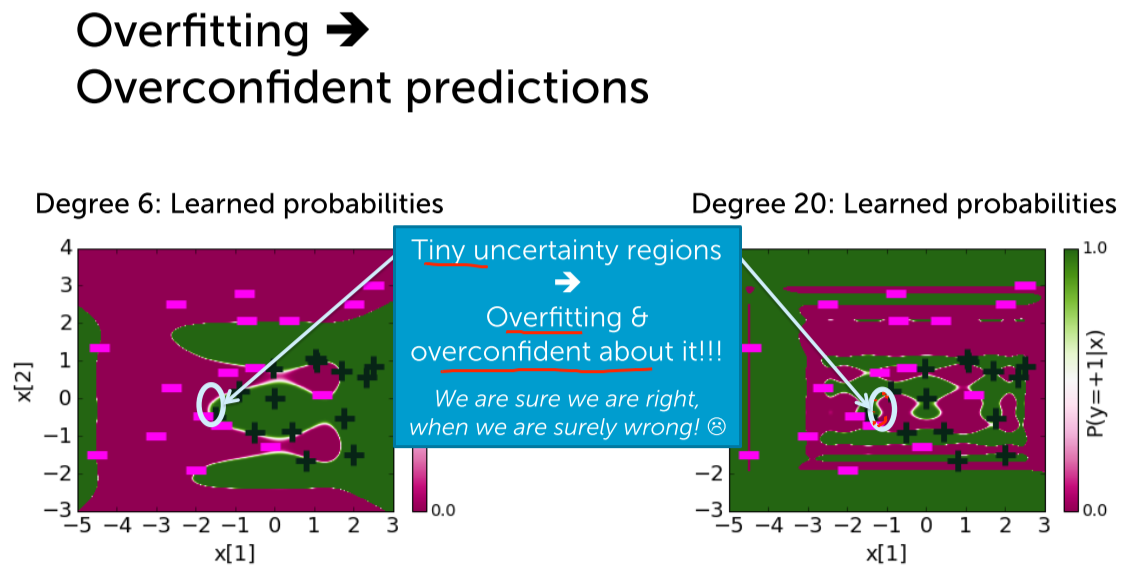 Overfitting ➔
Overconfident predictions
Degree 6: Learned probabilities
4
3
2
1
0
−1
−2
−3
x[2]
−5 −4 −3 −2 −1 0 1 2 3
x[1]
0.0
Tiny uncertainty regions
➔
Overfitting &
overconfident about it!!!
We are sure we are right,
when we are surely wrong! ☹
Degree 20: Learned probabilities
−2
−3
−5 −4 −3 −2 −1 0 1 2 3
x[1]
1.0
0.0
P(y=+1|x)